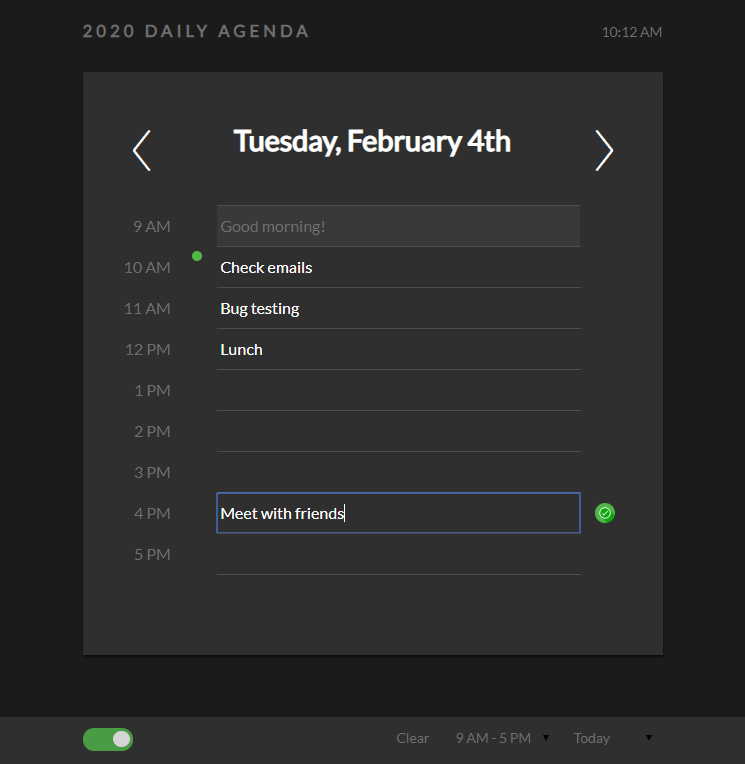 2020 DAILY AGENDA 10:12 AM
Tuesday, February 4th
9 AM Good morning!
10 AM Check emails
11 AM Bug testing
12 PM Lunch
1 PM
2 PM
3 PM
4 PM Meet with friends
5 PM
Clear 9 AM - 5 PM Today